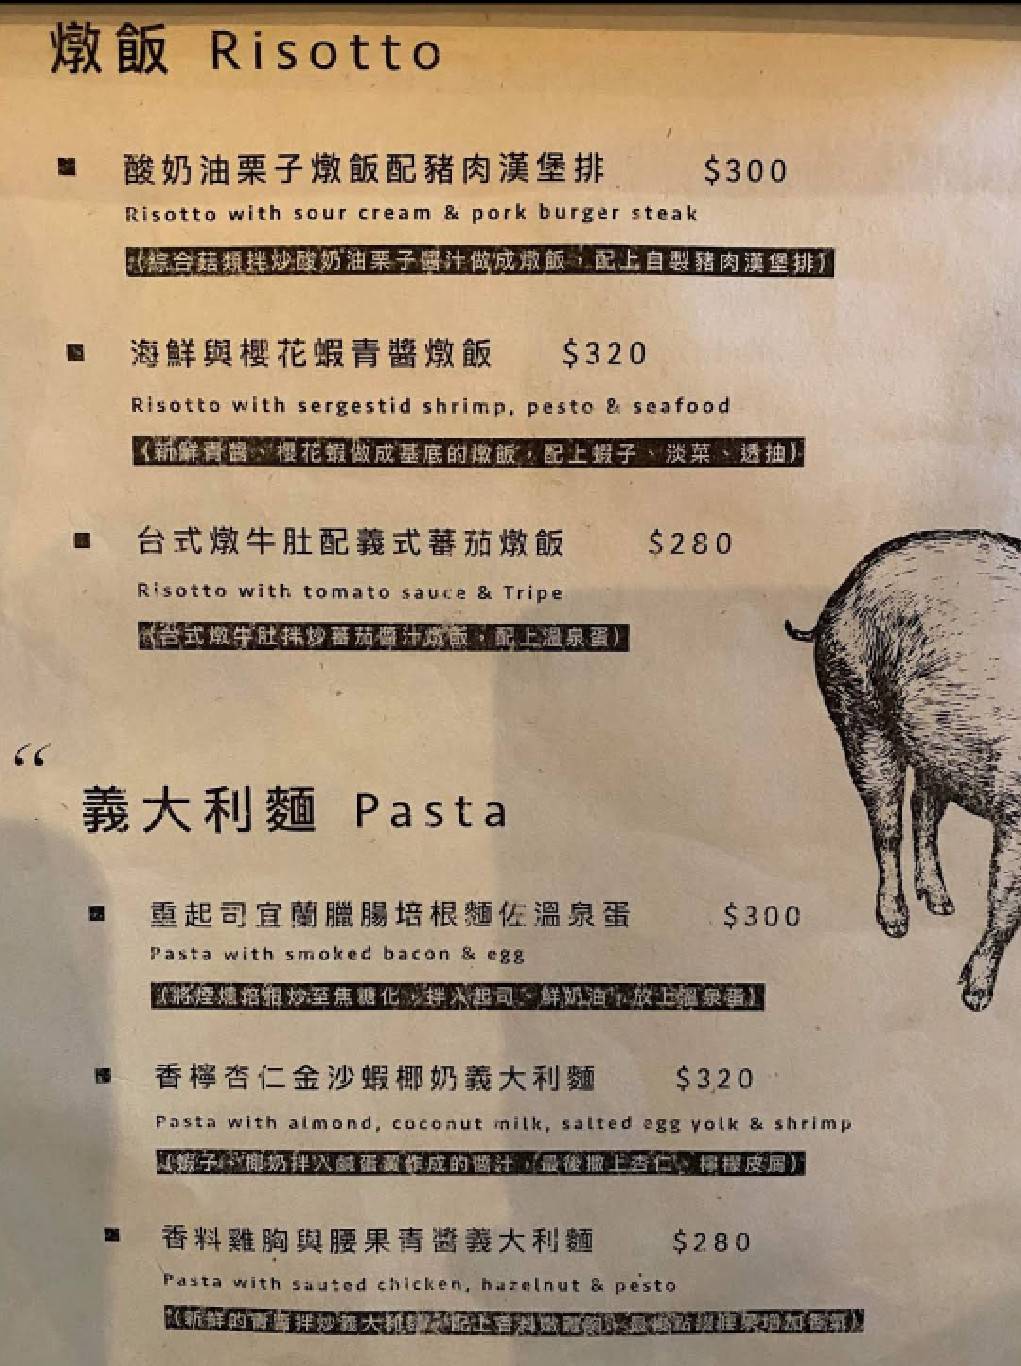 燉飯 Risotto
酸奶油栗子燉飯配豬肉漢堡排 $300
Risotto with sour cream & pork burger steak
(綜合菇類拌炒酸奶油栗子醬汁做成燉飯，配上自製豬肉漢堡排)
海鮮與櫻花蝦青醬燉飯 $320
Risotto with sergestid shrimp, pesto & seafood
(新鮮青醬、櫻花蝦做成基底的燉飯，配上蝦子、淡菜、透抽)
台式燉牛肚配義式蕃茄燉飯 $280
Risotto with tomato sauce & Tripe
(台式燉牛肚拌炒蕃茄醬汁燉飯，配上溫泉蛋)
“
義大利麵 Pasta
重起司宜蘭臘腸培根麵佐溫泉蛋 $300
Pasta with smoked bacon & egg
(將煙燻培根炒至焦糖化，拌入起司、鮮奶油，放上溫泉蛋)
香檸杏仁金沙蝦椰奶義大利麵 $320
Pasta with almond, coconut milk, salted egg yolk & shrimp
(蝦子、椰奶拌入鹹蛋黃作成的醬汁，最後撒上杏仁、檸檬皮屑)
香料雞胸與腰果青醬義大利麵 $280
Pasta with sauted chicken, hazelnut & pesto
(新鮮的青醬拌炒義大利麵，配上香料嫩雞胸，最後點綴腰果增加香氣)